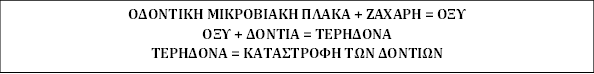 ΟΔΟΝΤΙΚΗ ΜΙΚΡΟΒΙΑΚΗ ΠΛΑΚΑ + ΖΑΧΑΡΗ = ΟΞΥ
ΟΞΥ + ΔΟΝΤΙΑ = ΤΕΡΗΔΟΝΑ
ΤΕΡΗΔΟΝΑ = ΚΑΤΑΣΤΡΟΦΗ ΤΩΝ ΔΟΝΤΙΩΝ